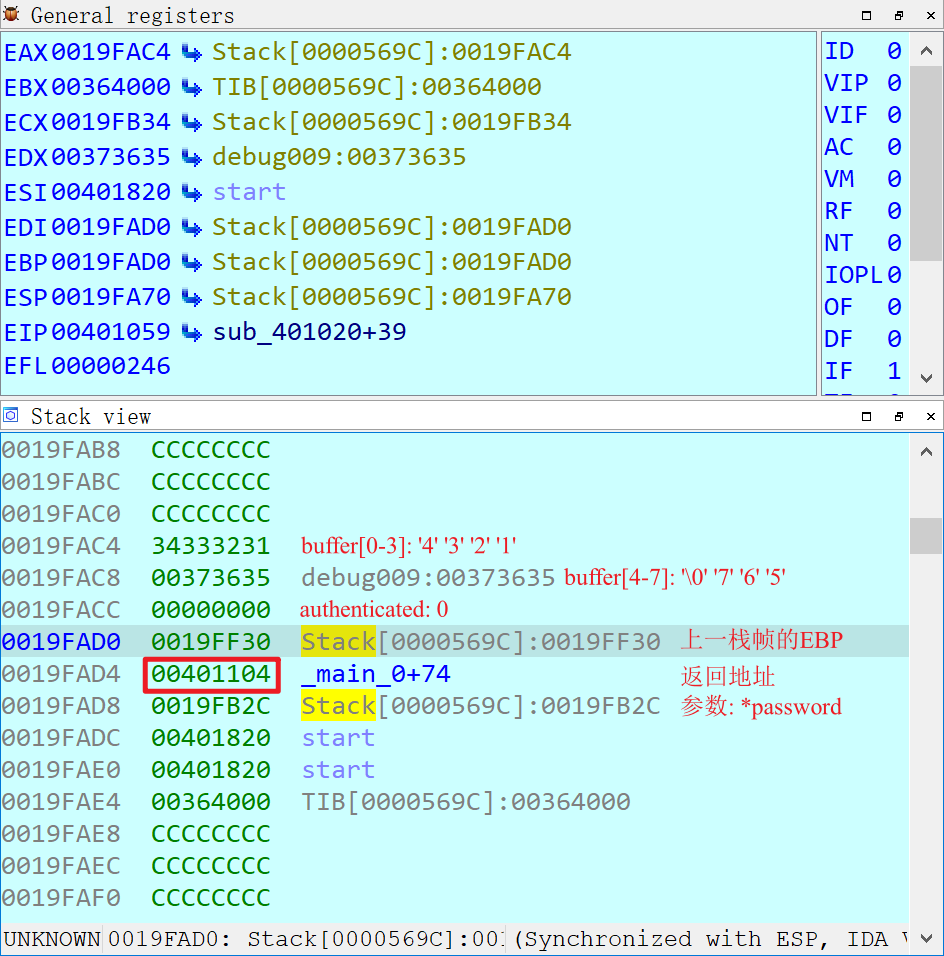 General registers
EAX 0019FAC4 Stack[0000569C]:0019FAC4
EBX 00364000 TIB[0000569C]:00364000
ECX 0019FB34 Stack[0000569C]:0019FB34
EDX 00373635 debug009:00373635
ESI 00401820 start
EDI 0019FAD0 Stack[0000569C]:0019FAD0
EBP 0019FAD0 Stack[0000569C]:0019FAD0
ESP 0019FA70 Stack[0000569C]:0019FA70
EIP 00401059 sub_401020+39
EFL 00000246
ID 0
VIP 0
VIF 0
AC 0
VM 0
RF 0
NT 0
IOPL 0
OF 0
DF 0
IF 1
Stack view
0019FAB8 CCCCCCCC
0019FABC CCCCCCCC
0019FAC0 CCCCCCCC
0019FAC4 34333231 buffer[0-3]: '4' '3' '2' '1'
0019FAC8 00373635 debug009:00373635 buffer[4-7]: '\0' '7' '6' '5'
0019FACC 00000000 authenticated: 0
0019FAD0 0019FF30 Stack[0000569C]:0019FF30 上一栈帧的EBP
0019FAD4 00401104 _main_0+74 返回地址
0019FAD8 0019FB2C Stack[0000569C]:0019FB2C 参数: *password
0019FADC 00401820 start
0019FAE0 00401820 start
0019FAE4 00364000 TIB[0000569C]:00364000
0019FAE8 CCCCCCCC
0019FAEC CCCCCCCC
0019FAF0 CCCCCCCC
UNKNOWN 0019FAD0: Stack[0000569C]:00 (Synchronized with ESP, IDA